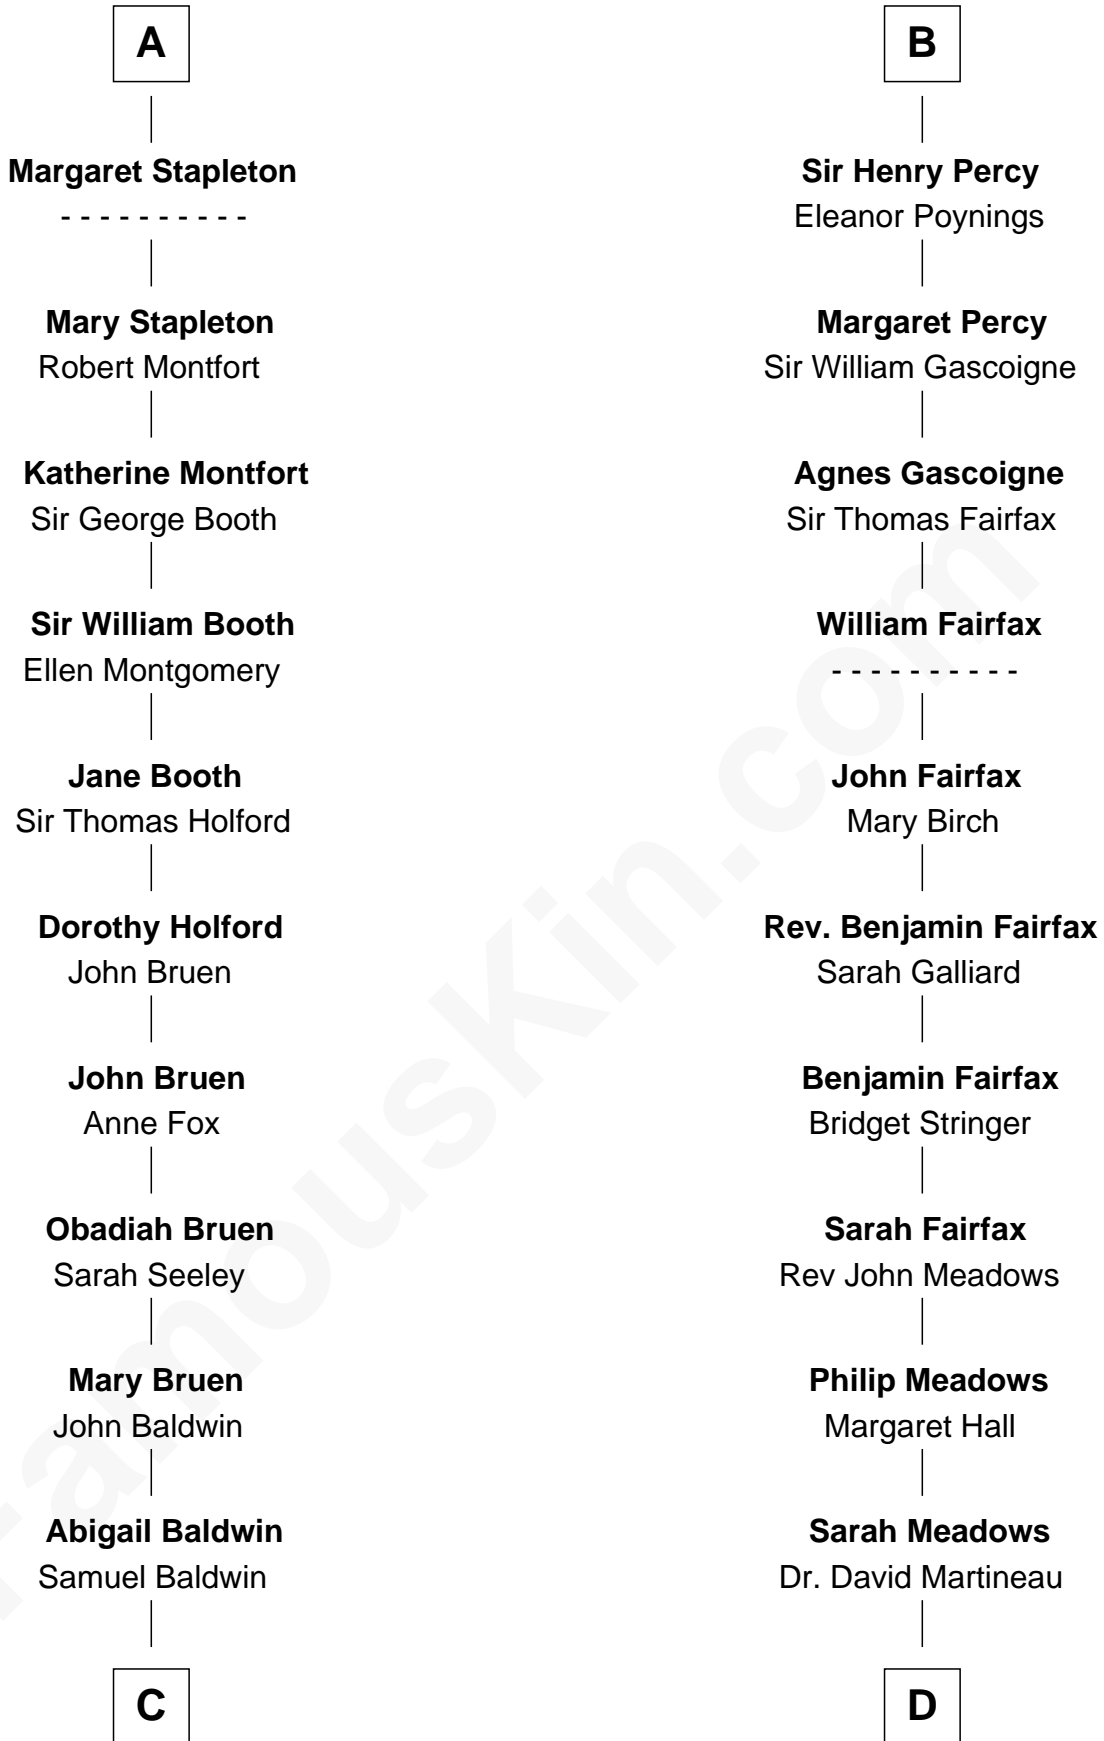 A
Margaret Stapleton
- - - - - - - - - -
Mary Stapleton
Robert Montfort
Katherine Montfort
Sir George Booth
Sir William Booth
Ellen Montgomery
Jane Booth
Sir Thomas Holford
Dorothy Holford
John Bruen
John Bruen
Anne Fox
Obadiah Bruen
Sarah Seeley
Mary Bruen
John Baldwin
Abigail Baldwin
Samuel Baldwin
C
B
Sir Henry Percy
Eleanor Poynings
Margaret Percy
Sir William Gascoigne
Agnes Gascoigne
Sir Thomas Fairfax
William Fairfax
- - - - - - - - - -
John Fairfax
Mary Birch
Rev. Benjamin Fairfax
Sarah Galliard
Benjamin Fairfax
Bridget Stringer
Sarah Fairfax
Rev John Meadows
Philip Meadows
Margaret Hall
Sarah Meadows
Dr. David Martineau
D
FamousKin.com